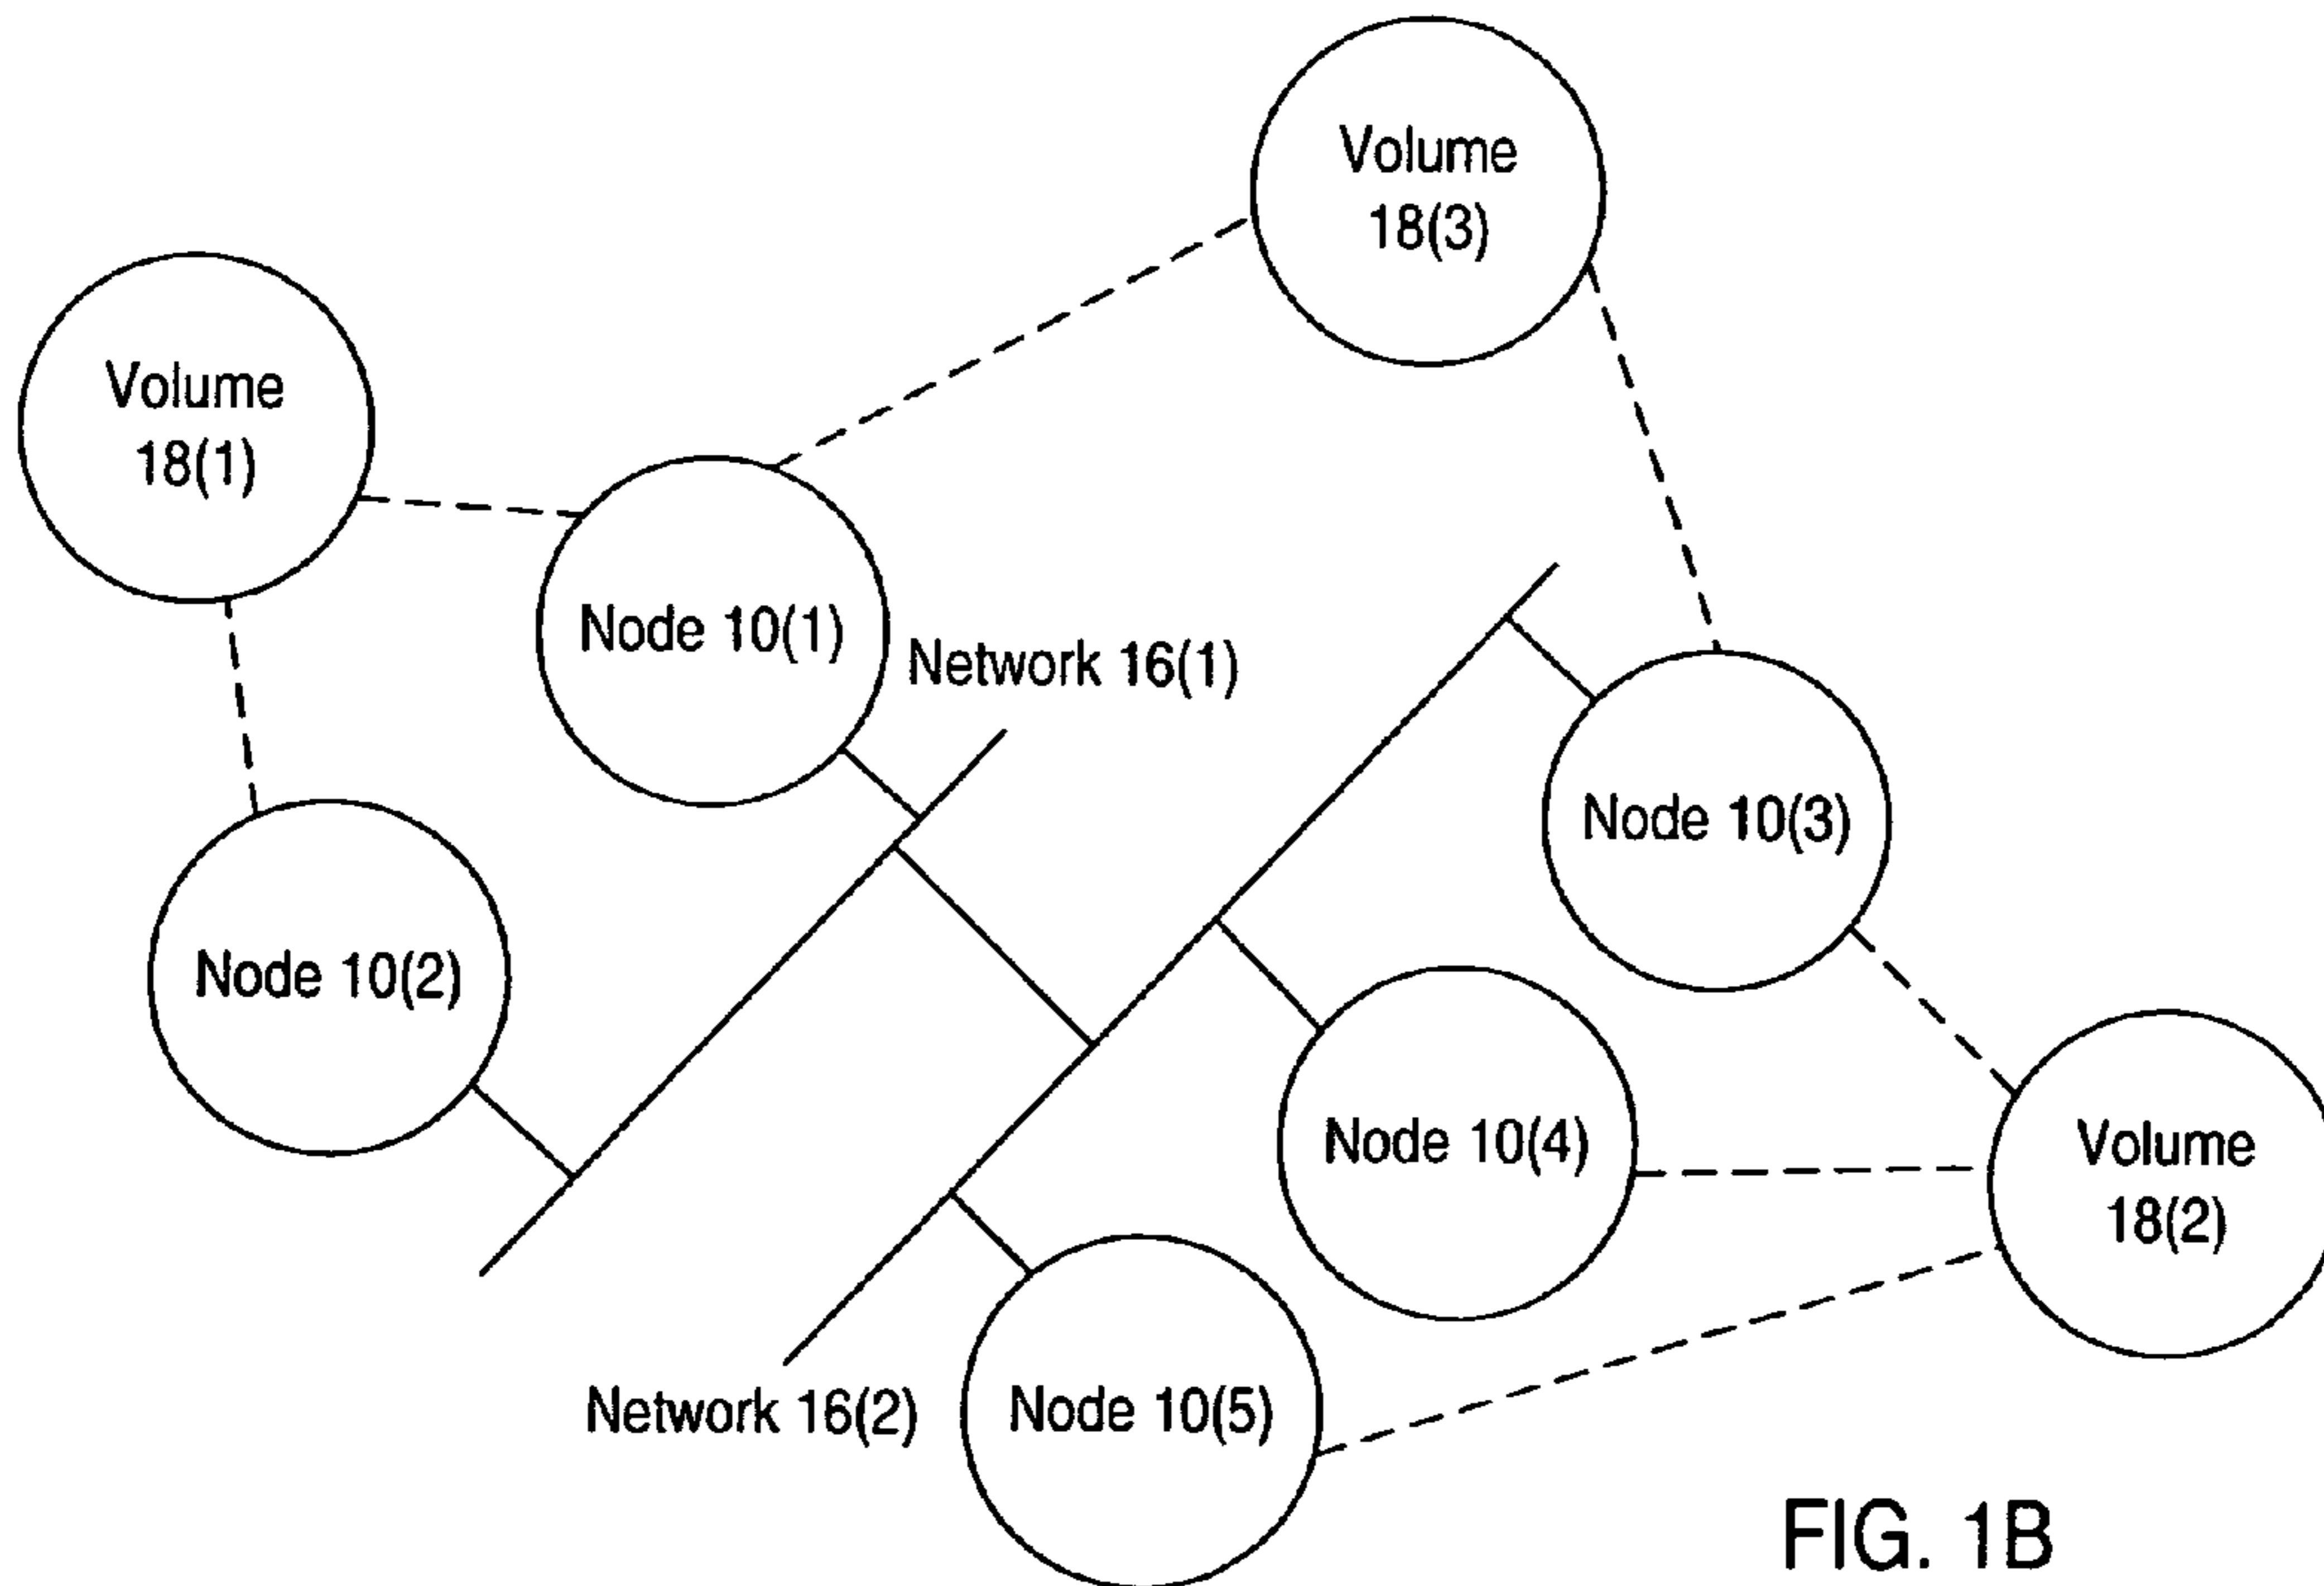 Volume
18(3)
Volume
18(1)
Node 10(1)
Network 16(1)
Node 10(3)
Node 10(2)
Node 10(4)
Volume
18(2)
Network 16(2)
Node 10(5)
FIG. 1B